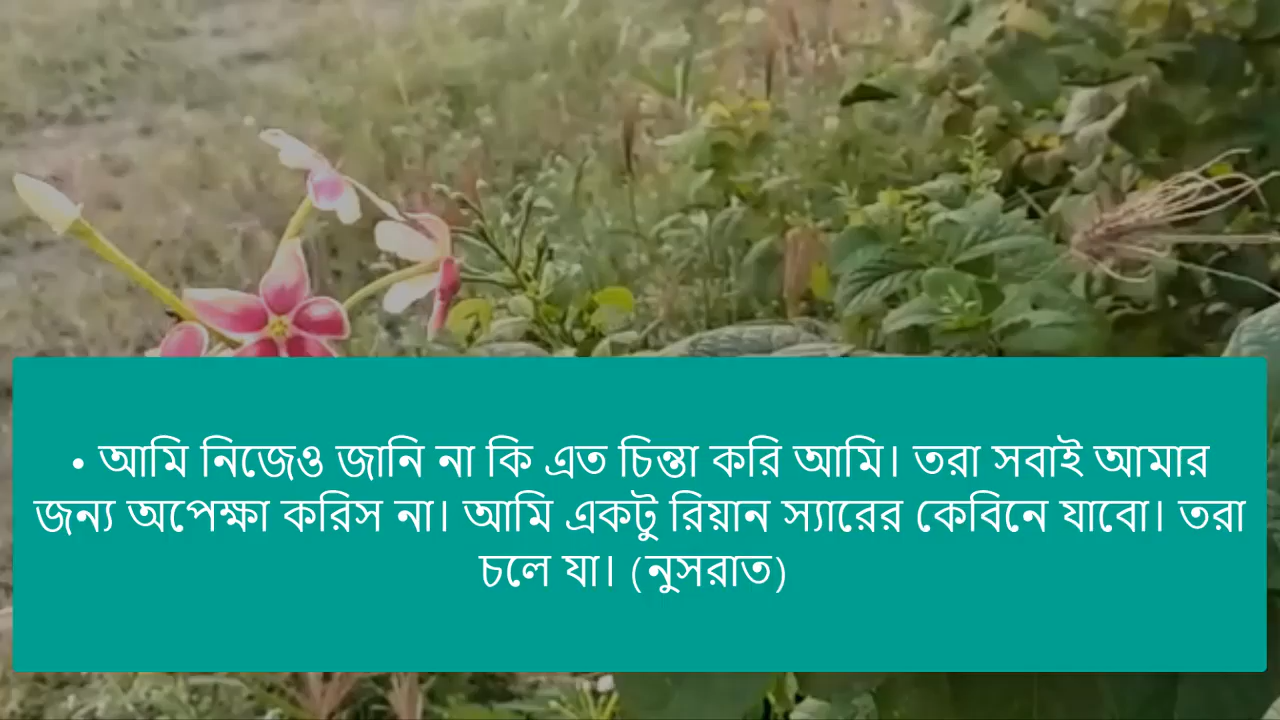 • আমি নিজেও জানি না কি এত চিন্তা করি আমি। তরা সবাই আমার
জন্য অপেক্ষা করিস না। আমি একটু রিয়ান স্যারের কেবিনে যাবো। তরা
চলে যা। (নুসরাত)